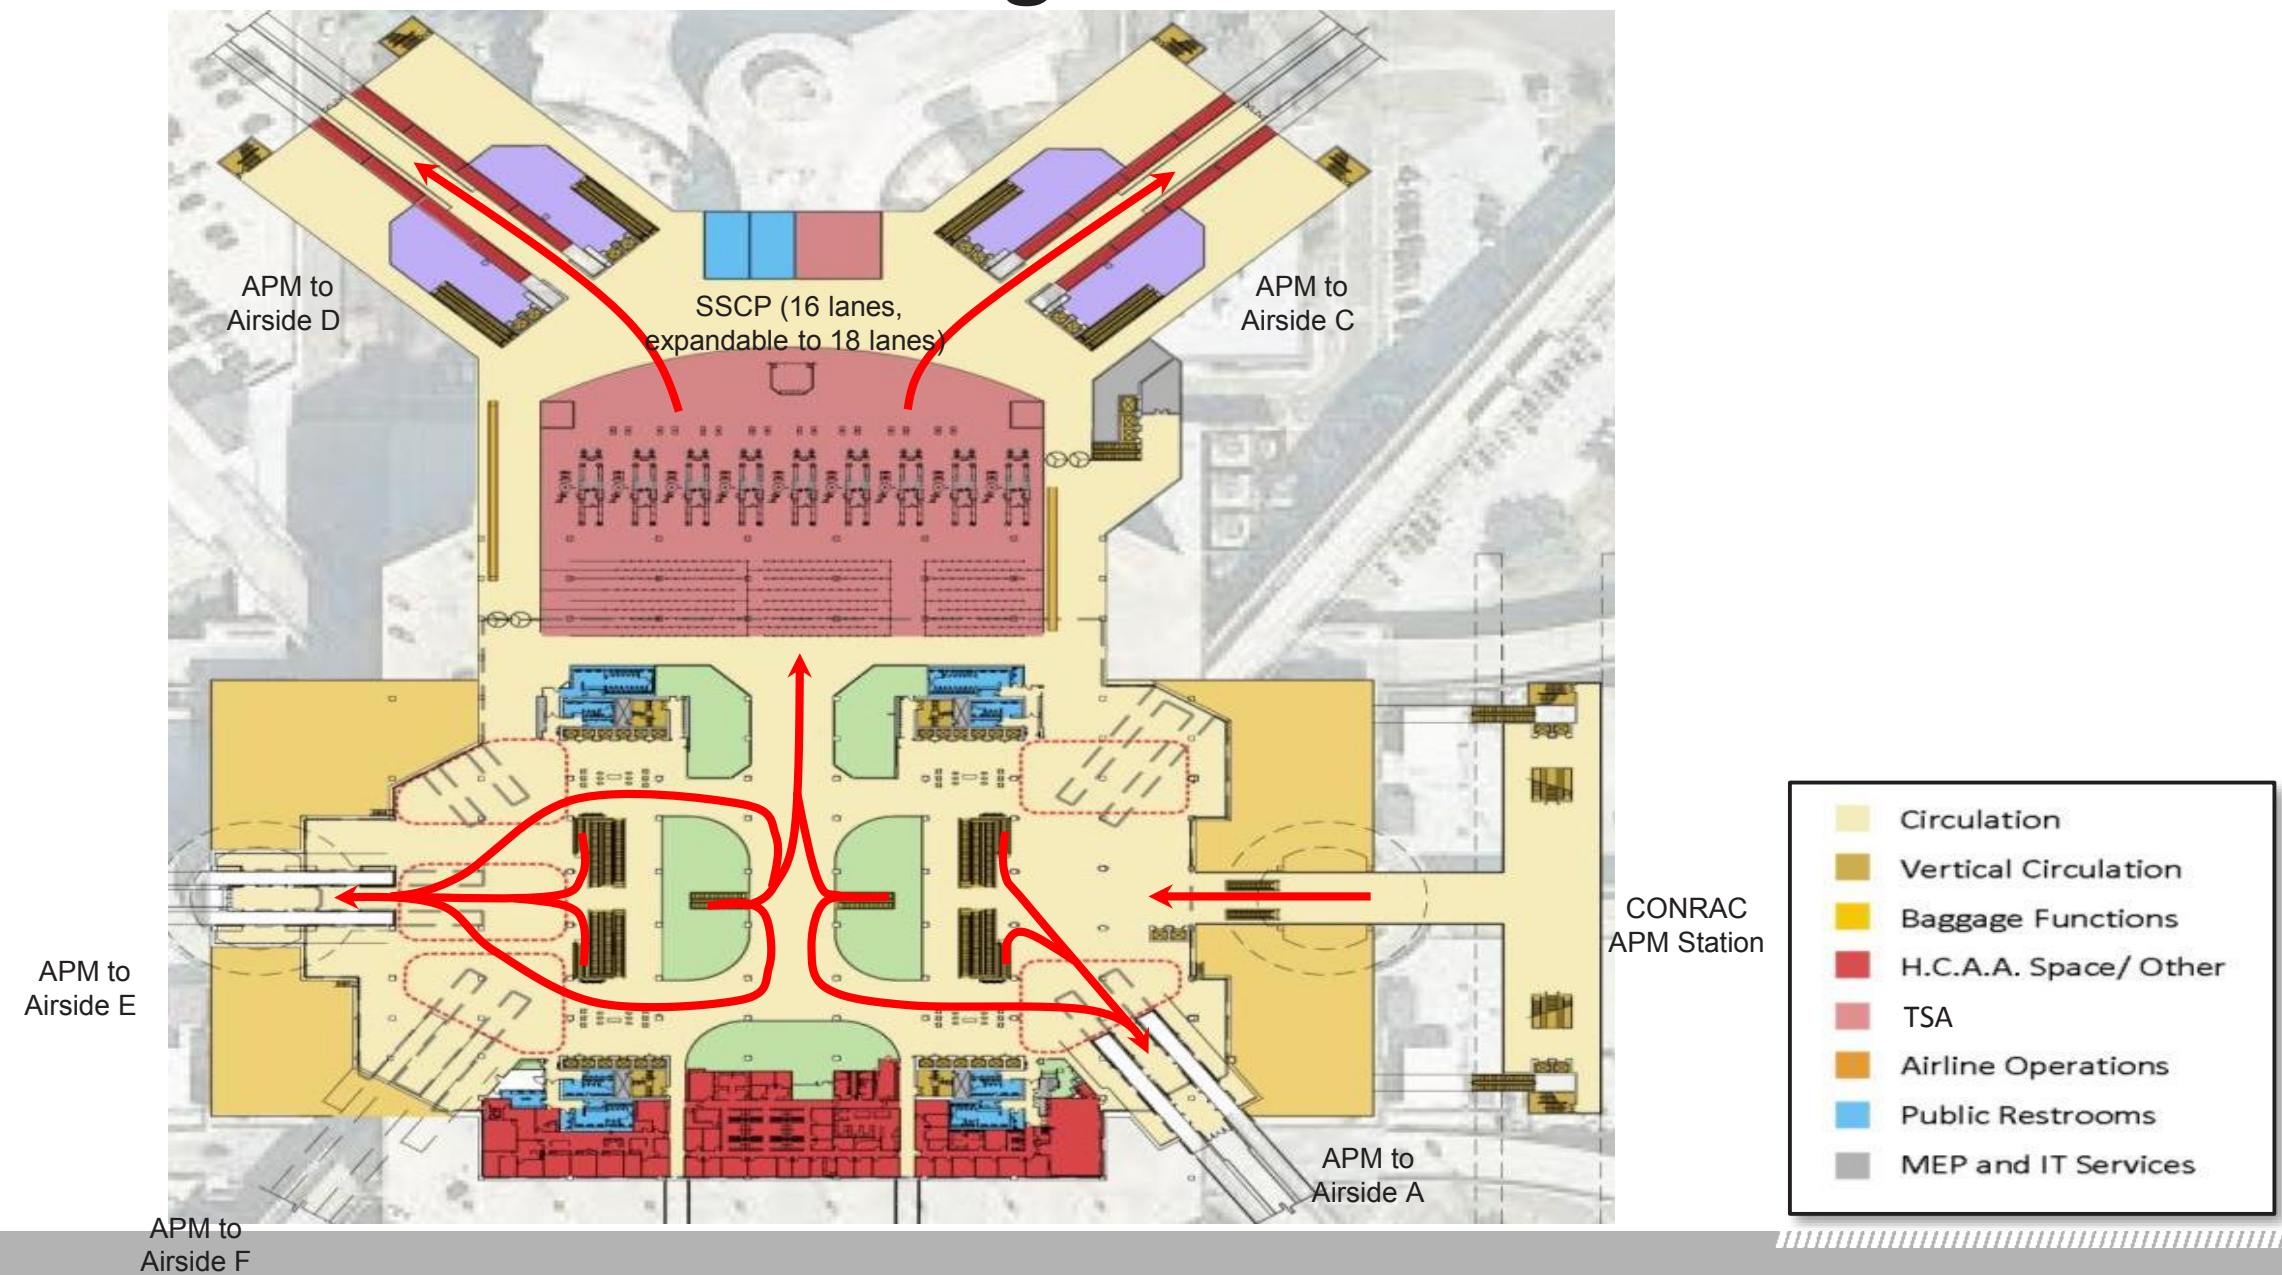 APM to
Airside D
SSCP (16 lanes,
expandable to 18 lanes)
APM to
Airside C
CONRAC
APM Station
APM to
Airside E
APM to
Airside A
APM to
Airside F
Circulation
Vertical Circulation
Baggage Functions
H.C.A.A. Space/ Other
TSA
Airline Operations
Public Restrooms
MEP and IT Services